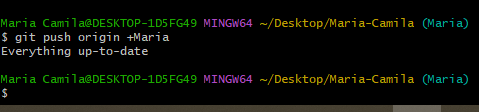 Maria Camila@DESKTOP-1D5FG49 MINGW64 ~/Desktop/Maria-Camila (Maria)
$ git push origin +Maria
Everything up-to-date
Maria Camila@DESKTOP-1D5FG49 MINGW64 ~/Desktop/Maria-Camila (Maria)
$